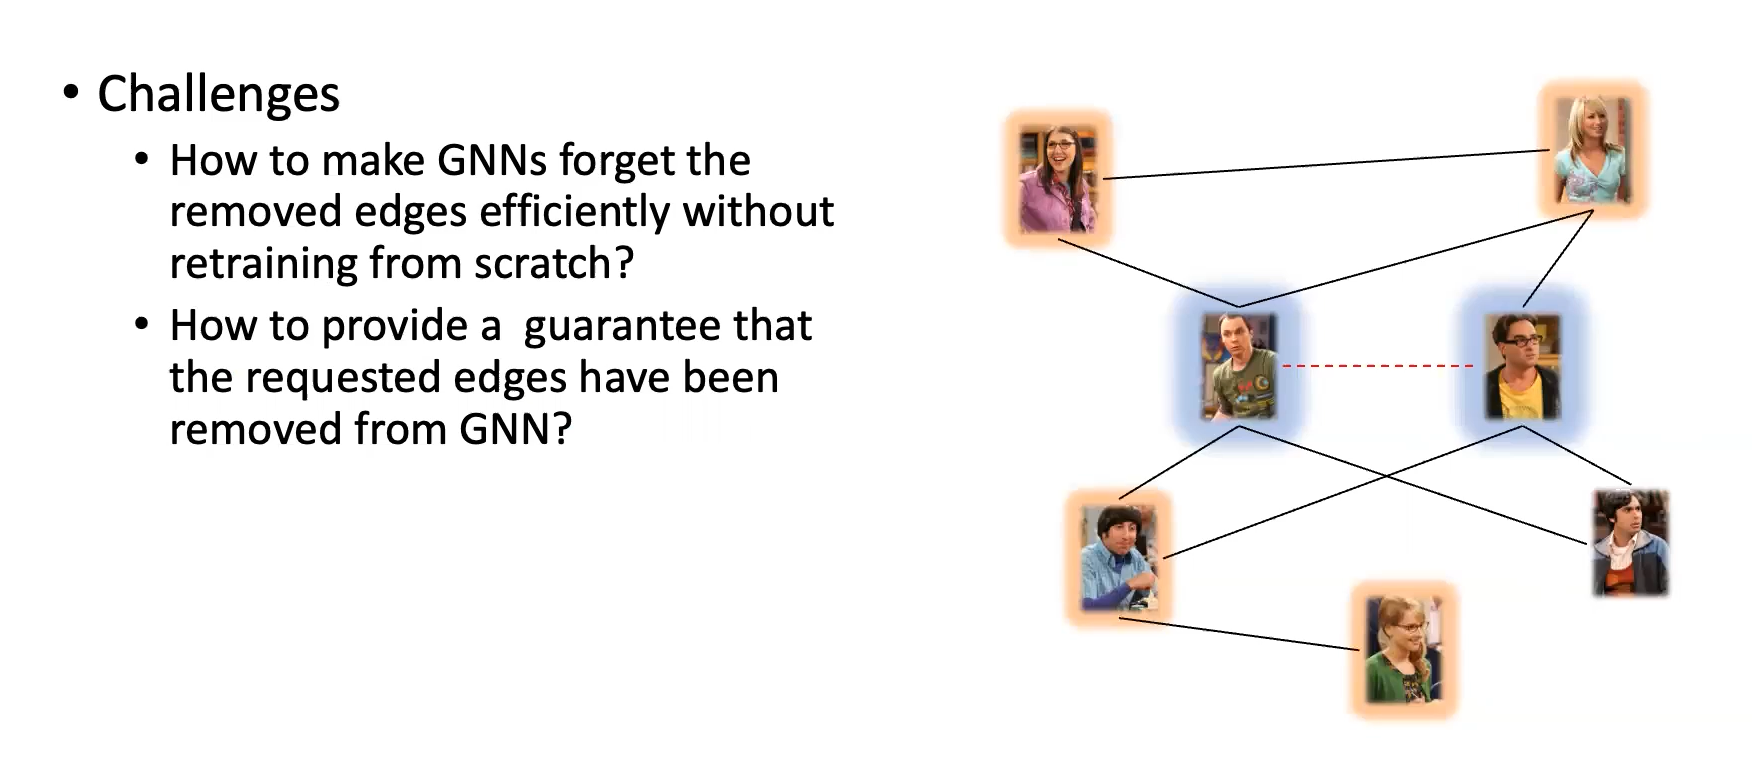 • Challenges
• How to make GNNs forget the
removed edges efficiently without
retraining from scratch?
• How to provide a  guarantee that
the requested edges have been
removed from GNN?